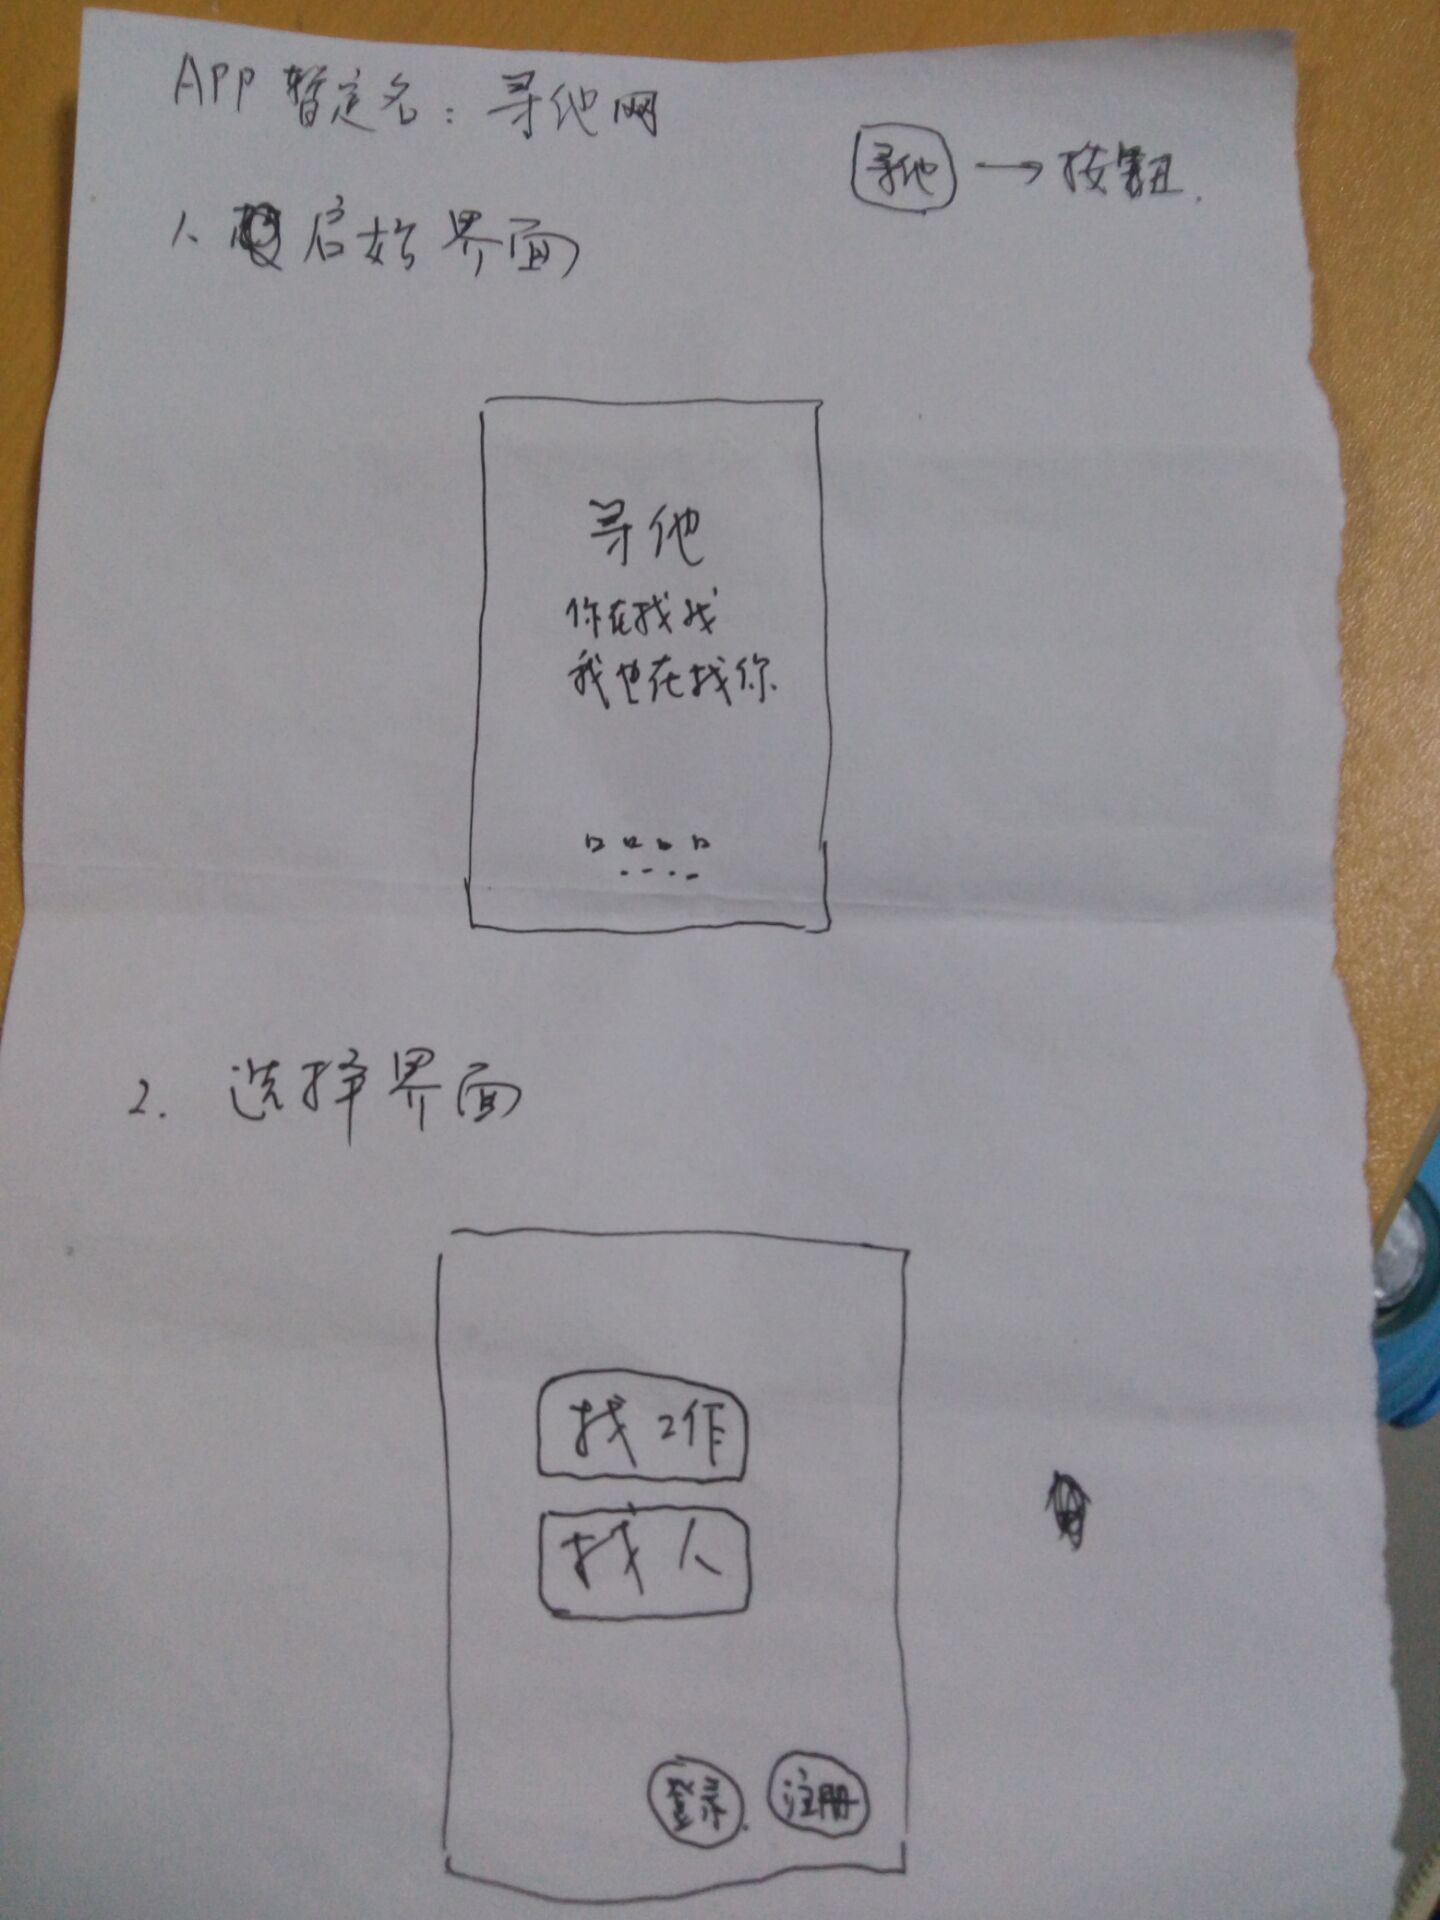 APP 暂定名：寻他网
寻他 → 按钮.
1、启始界面
寻他
你在找我
我也在找你
2. 选择界面
找工作
找人
登录
注册